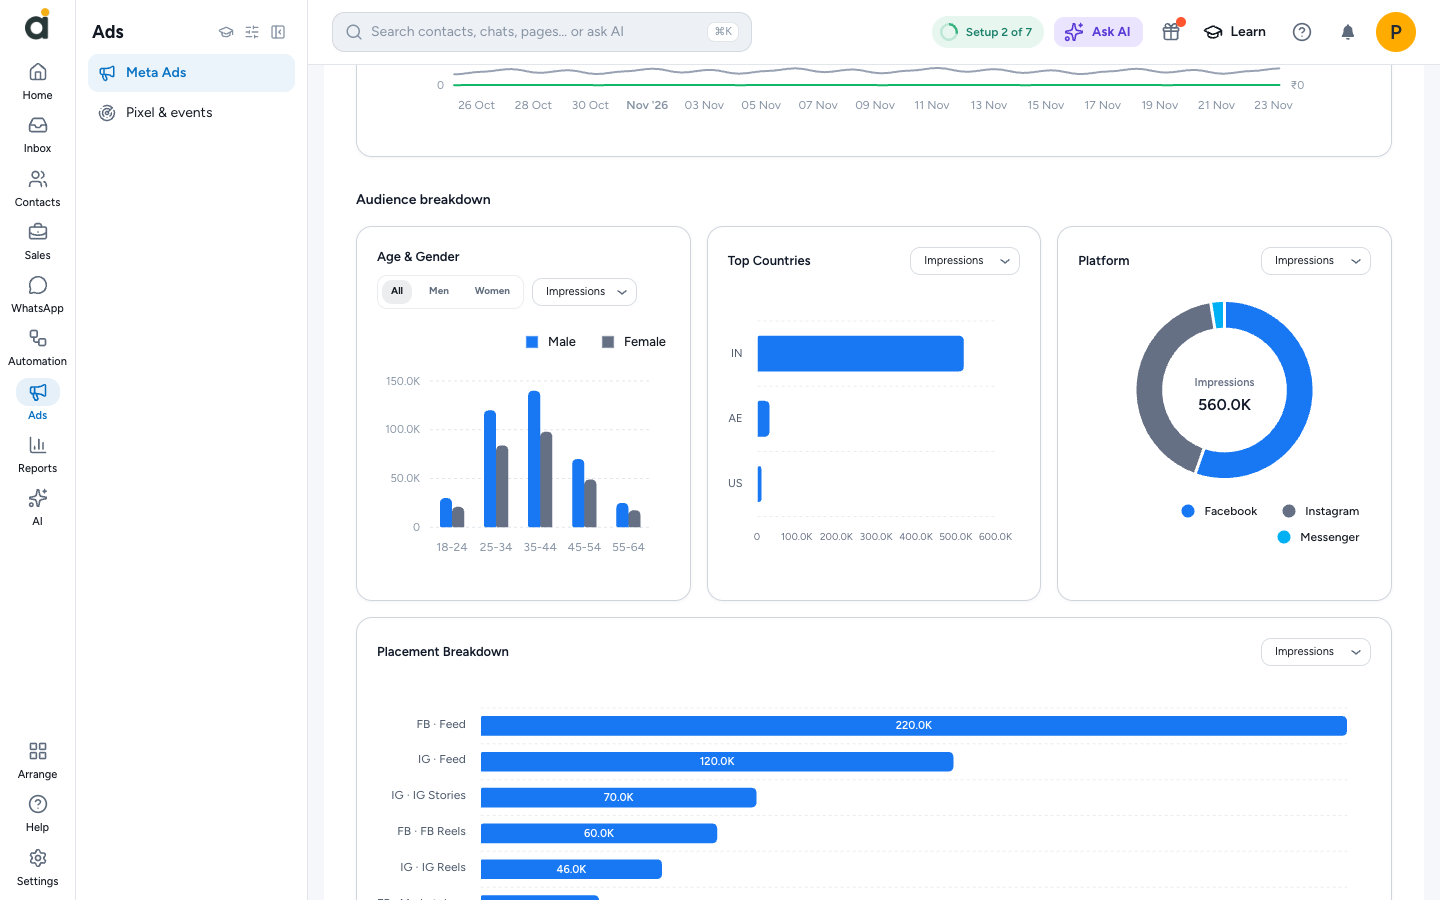 Ads
Search contacts, chats, pages... or ask AI
⌘K
Setup 2 of 7
Ask AI
Learn
P
Home
Inbox
Contacts
Sales
WhatsApp
Automation
Ads
Reports
AI
Arrange
Help
Settings
Meta Ads
Pixel & events
0
₹0
26 Oct 28 Oct 30 Oct Nov '26 03 Nov 05 Nov 07 Nov 09 Nov 11 Nov 13 Nov 15 Nov 17 Nov 19 Nov 21 Nov 23 Nov
Audience breakdown
Age & Gender
All Men Women
Impressions
Male Female
150.0K
100.0K
50.0K
0
18-24 25-34 35-44 45-54 55-64
Top Countries
Impressions
IN
AE
US
0 100.0K 200.0K 300.0K 400.0K 500.0K 600.0K
Platform
Impressions
Impressions
560.0K
Facebook Instagram
Messenger
Placement Breakdown
Impressions
FB · Feed 220.0K
IG · Feed 120.0K
IG · IG Stories 70.0K
FB · FB Reels 60.0K
IG · IG Reels 46.0K